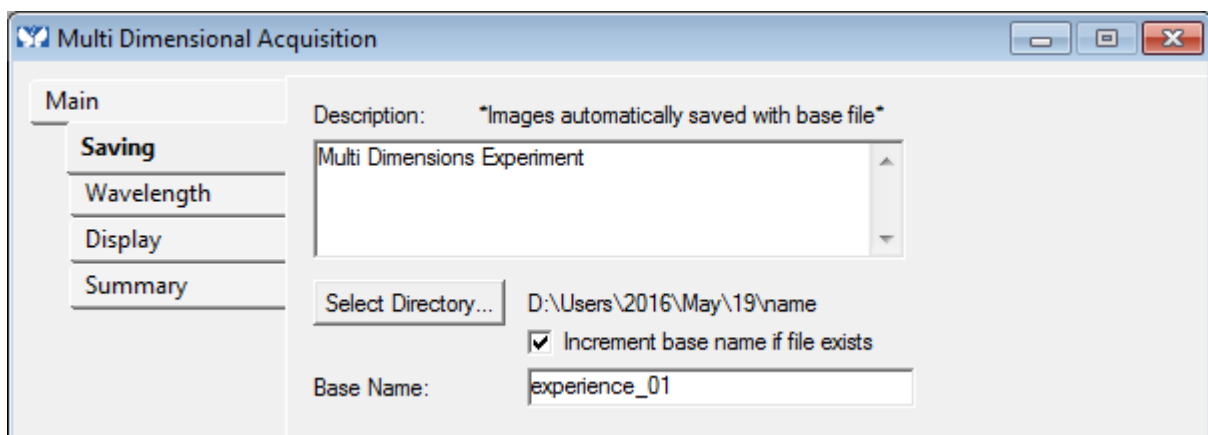 Multi Dimensional Acquisition
Main
Saving
Wavelength
Display
Summary
Description: *Images automatically saved with base file*
Multi Dimensions Experiment
Select Directory... D:\Users\2016\May\19\name
Increment base name if file exists
Base Name: experience_01